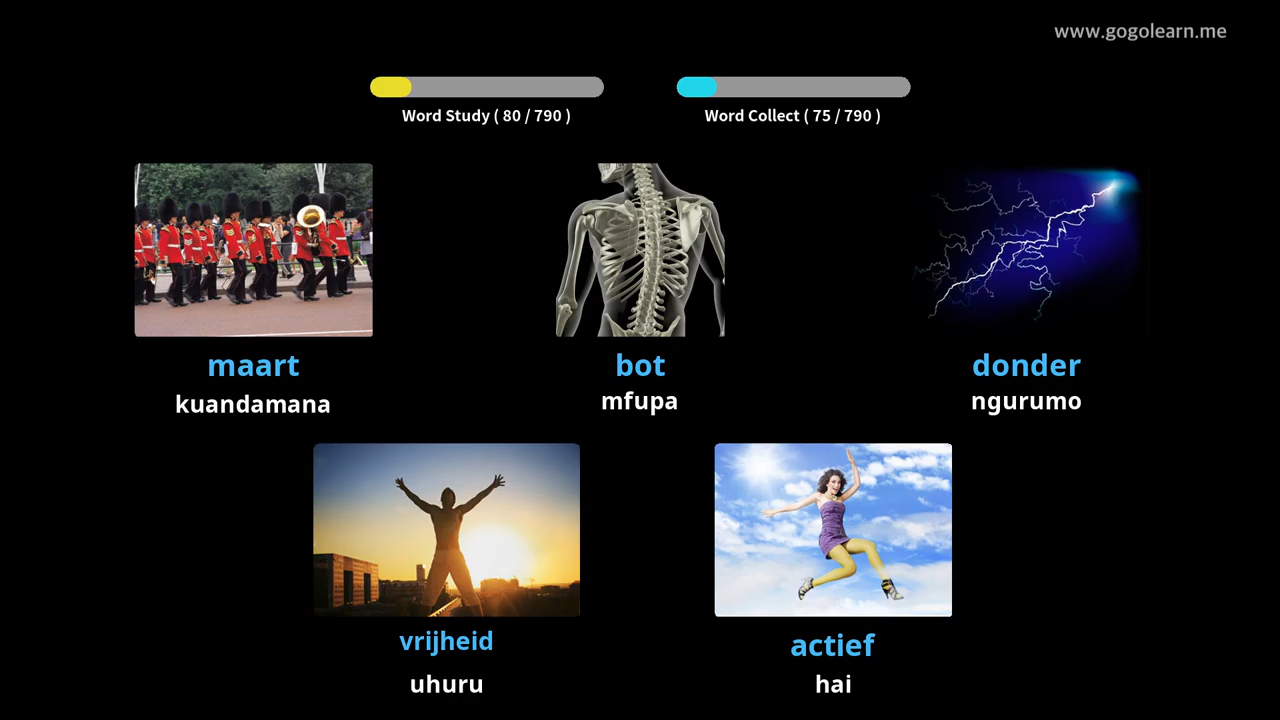 www.gogolearn.me
Word Study ( 80 / 790 )
Word Collect ( 75 / 790 )
maart
kuandamana
bot
mfupa
donder
ngurumo
vrijheid
uhuru
actief
hai